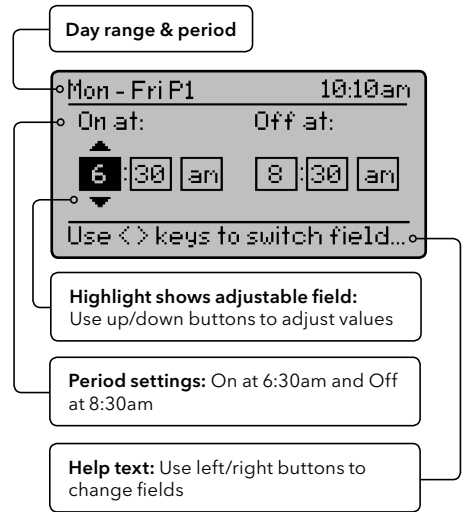 Day range & period
Mon - Fri P1 10:10am
On at: Off at:
6 : 30 am 8 : 30 am
Use < > keys to switch field...
Highlight shows adjustable field:
Use up/down buttons to adjust values
Period settings: On at 6:30am and Off
at 8:30am
Help text: Use left/right buttons to
change fields